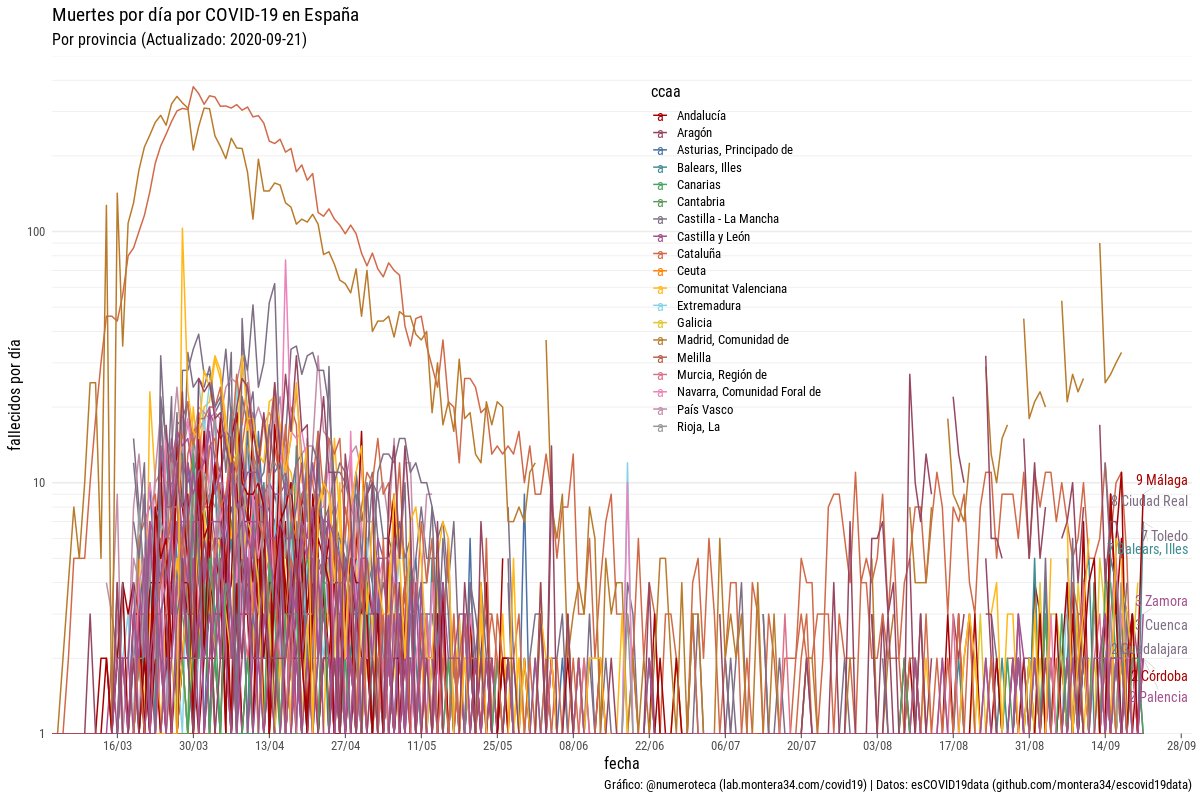 Muertes por día por COVID-19 en España
Por provincia (Actualizado: 2020-09-21)
fallecidos por día
100
10
1
ccaa
Andalucía
Aragón
Asturias, Principado de
Balears, Illes
Canarias
Cantabria
Castilla - La Mancha
Castilla y León
Cataluña
Ceuta
Comunitat Valenciana
Extremadura
Galicia
Madrid, Comunidad de
Melilla
Murcia, Región de
Navarra, Comunidad Foral de
País Vasco
Rioja, La
9 Málaga
8 Ciudad Real
7 Toledo
Balears, Illes
3 Zamora
3 Cuenca
2 Guadalajara
2 Córdoba
Palencia
16/03 30/03 13/04 27/04 11/05 25/05 08/06 22/06 06/07 20/07 03/08 17/08 31/08 14/09 28/09
fecha
Gráfico: @numeroteca (lab.montera34.com/covid19) | Datos: esCOVID19data (github.com/montera34/escovid19data)